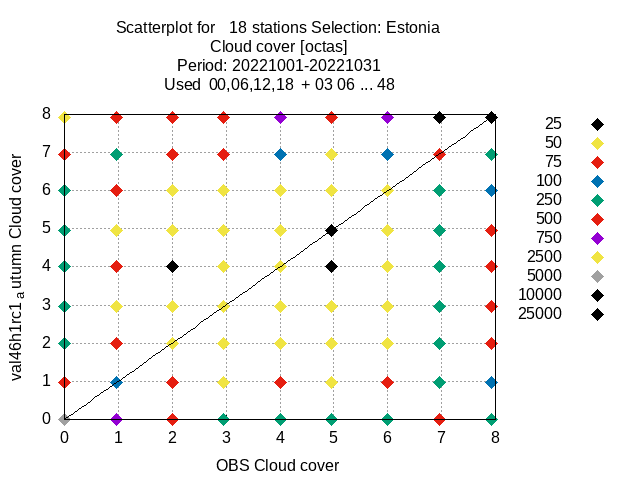 Scatterplot for 18 stations Selection: Estonia
Cloud cover [octas]
Period: 20221001-20221031
Used 00,06,12,18 + 03 06 ... 48
val46h1rc1 a utumn Cloud cover
8
7
6
5
4
3
2
1
0
0 1 2 3 4 5 6 7 8
OBS Cloud cover
25
50
75
100
250
500
750
2500
5000
10000
25000